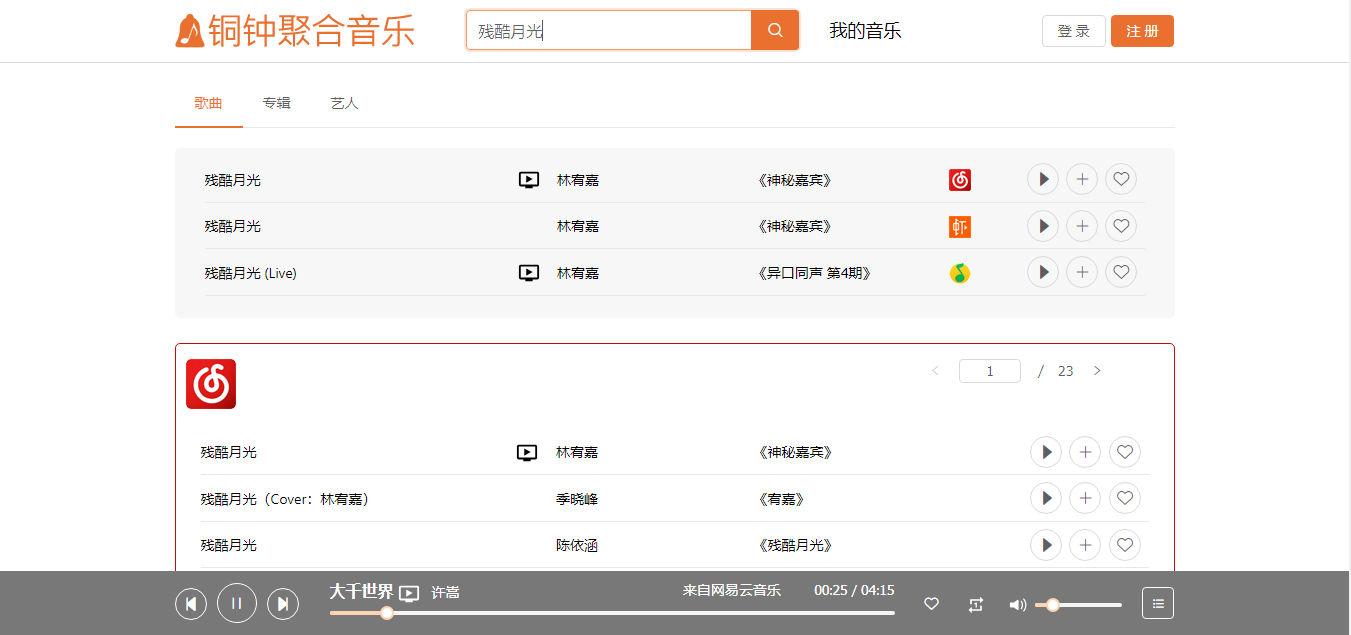 铜钟聚合音乐 残酷月光 我的音乐 登 录 注 册
歌曲 专辑 艺人
残酷月光 林宥嘉 《神秘嘉宾》
残酷月光 林宥嘉 《神秘嘉宾》 虾
残酷月光 (Live) 林宥嘉 《异口同声 第4期》
< 1 / 23 >
残酷月光 林宥嘉 《神秘嘉宾》
残酷月光（Cover：林宥嘉） 季晓峰 《宥嘉》
残酷月光 陈依涵 《残酷月光》
大千世界 许嵩 来自网易云音乐 00:25 / 04:15